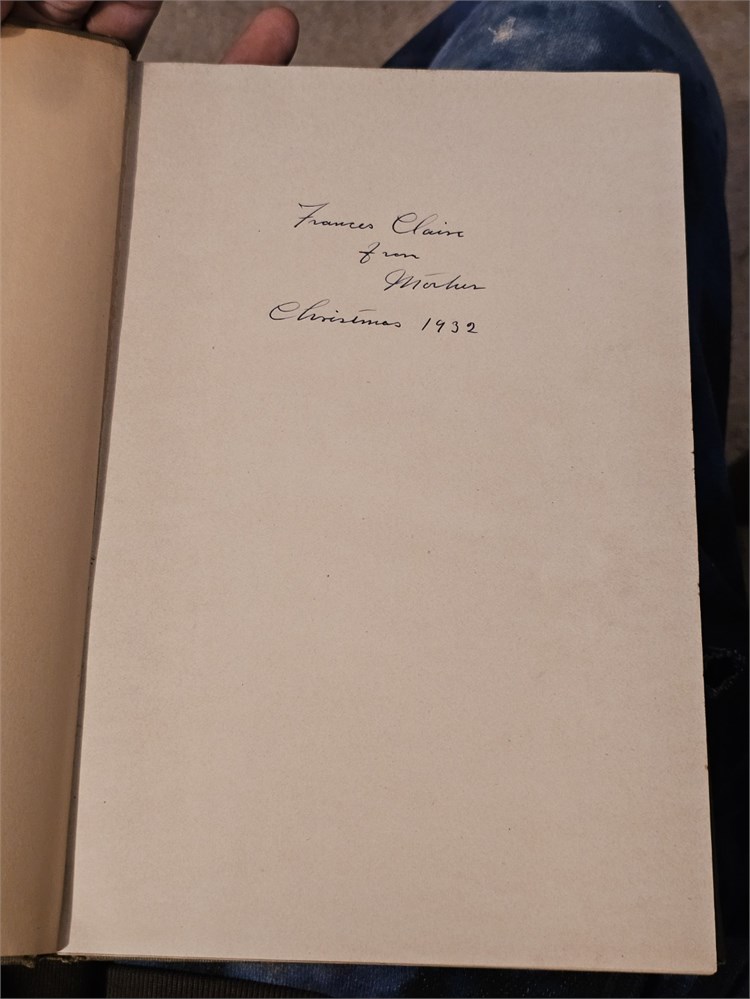 Frances Claire
from
Mother
Christmas 1932